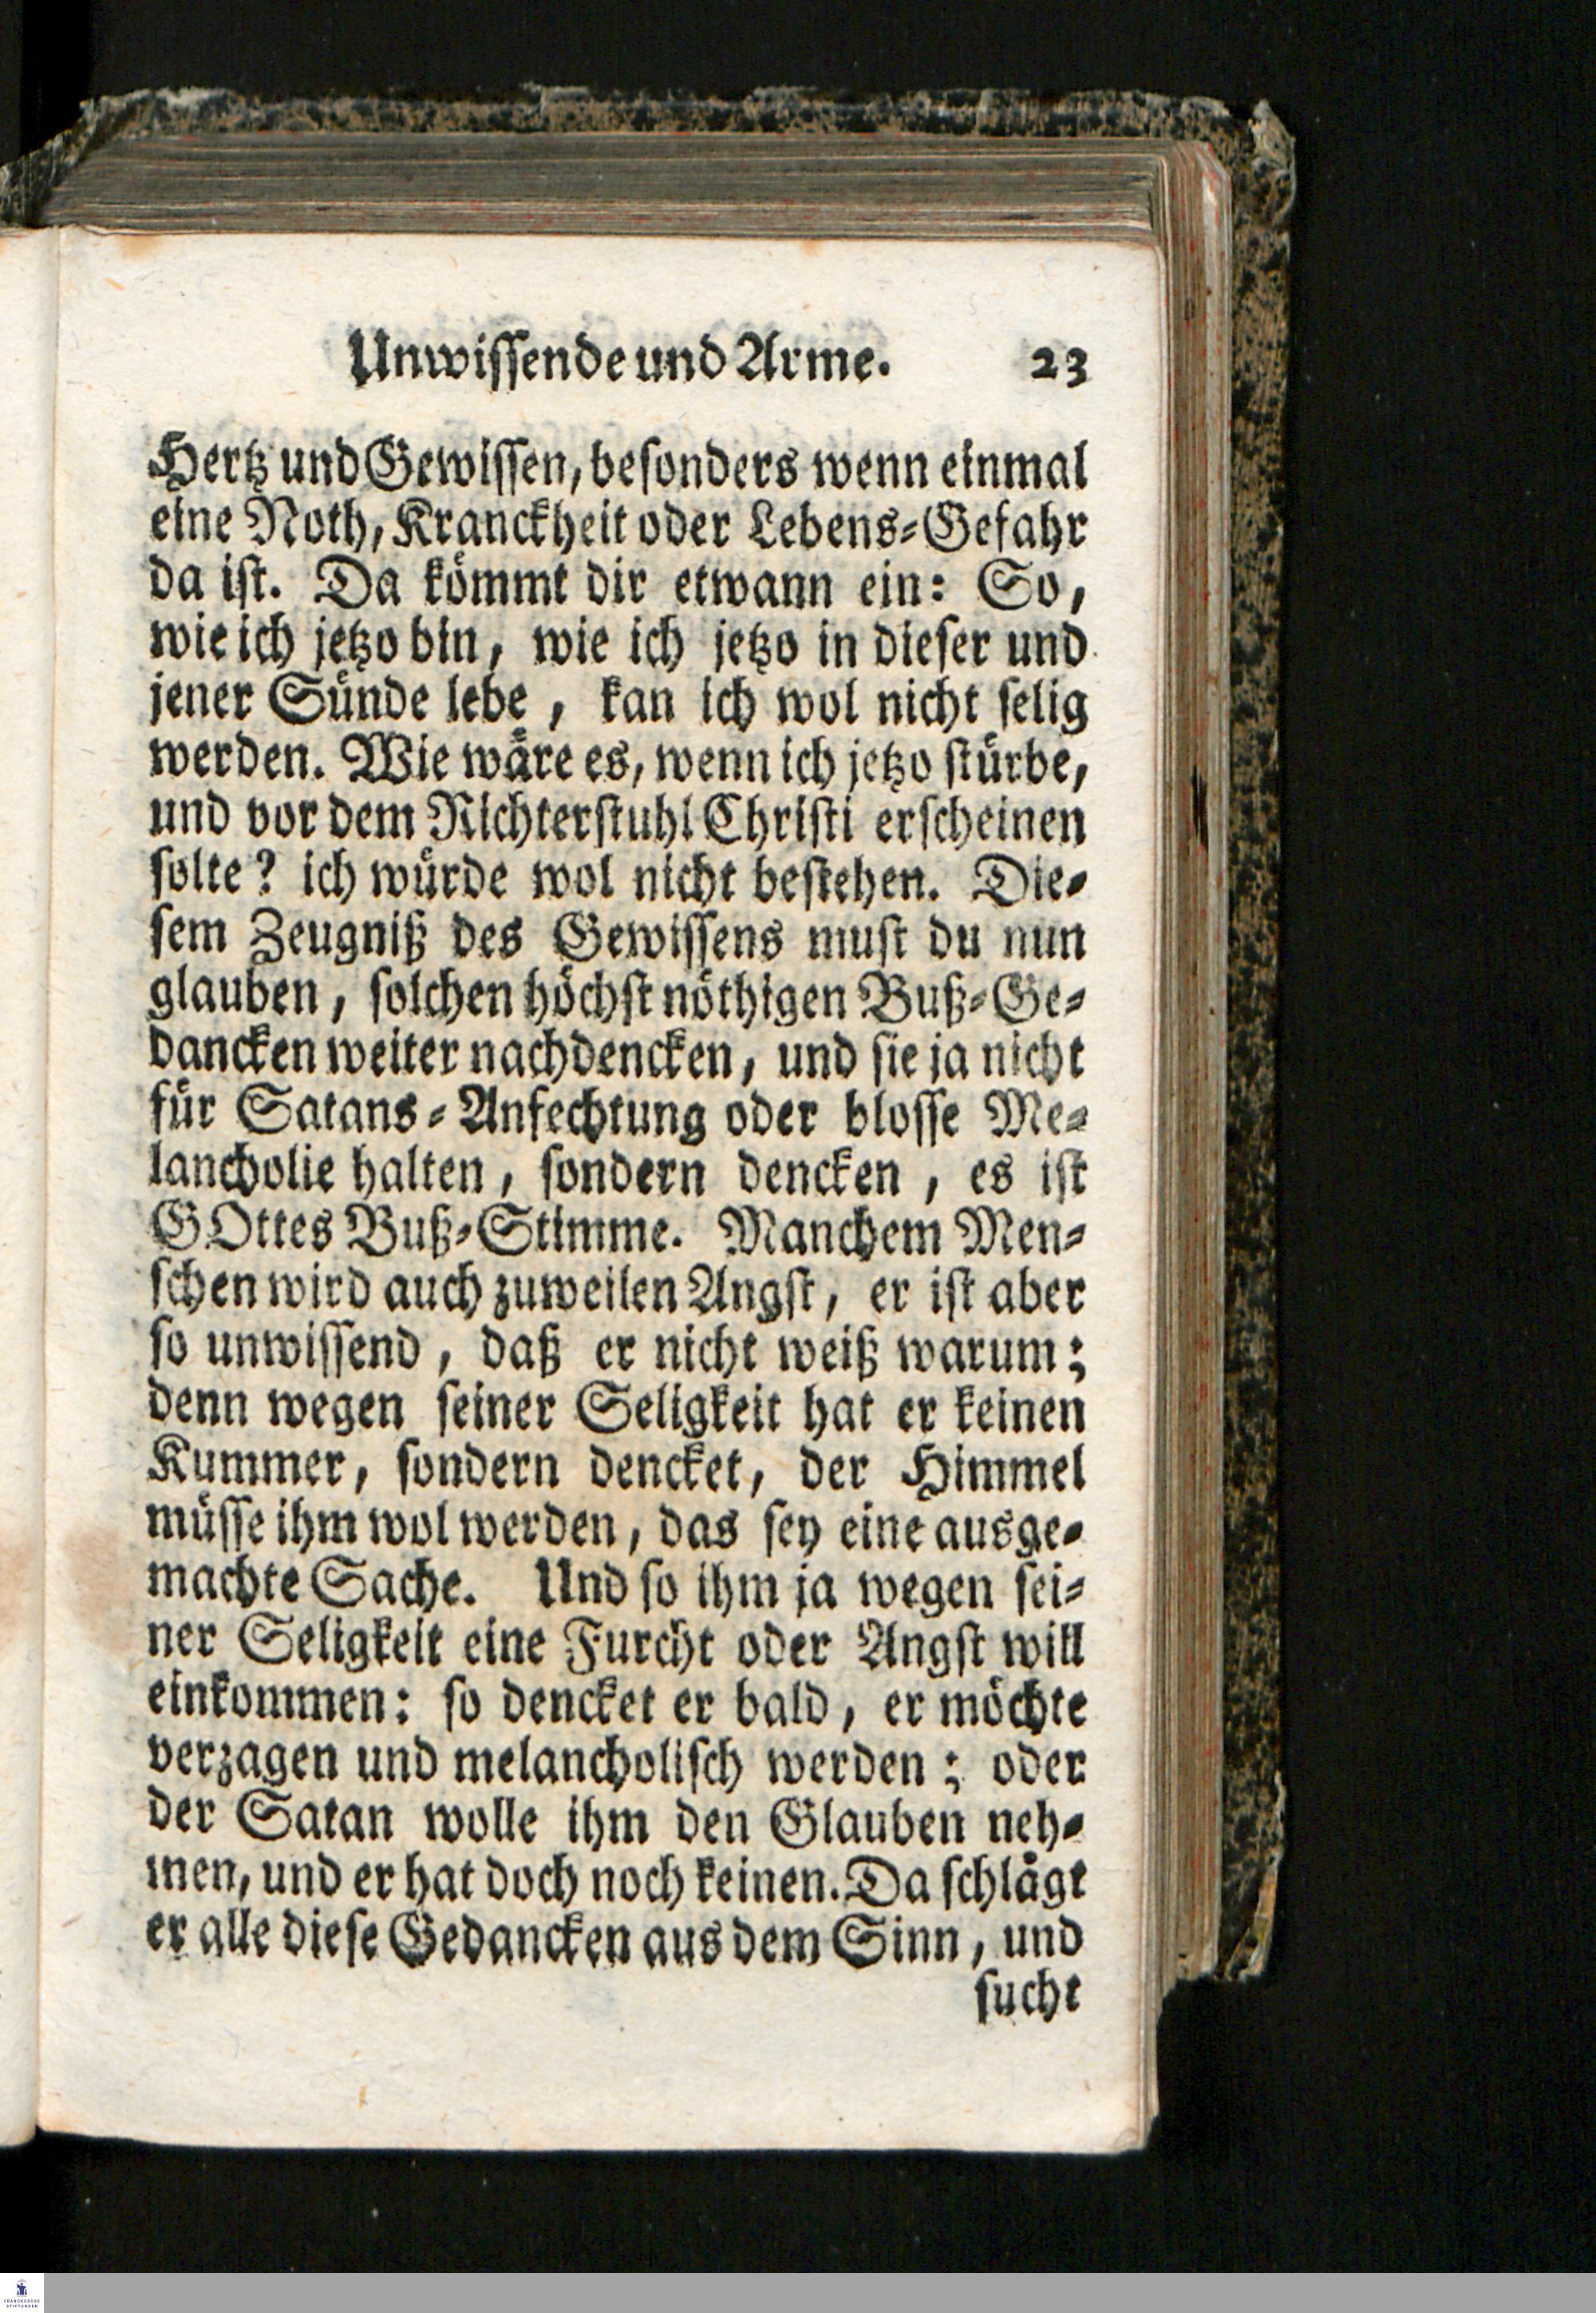 Unwissende und Arme. 23
Hertz und Gewissen, besonders wenn einmal
eine Noth, Kranckheit oder Lebens-Gefahr
da ist. Da kömmt dir etwann ein: So,
wie ich jetzo bin, wie ich jetzo in dieser und
jener Sünde lebe, kan ich wol nicht selig
werden. Wie wäre es, wenn ich jetzo stürbe,
und vor dem Richterstuhl Christi erscheinen
solte? ich würde wol nicht bestehen. Die-
sem Zeugniß des Gewissens must du nun
glauben, solchen höchst nöthigen Buß-Ge-
dancken weiter nachdencken, und sie ja nicht
für Satans-Anfechtung oder blosse Me-
lancholie halten, sondern dencken, es ist
GOttes Buß-Stimme. Manchem Men-
schen wird auch zuweilen Angst, er ist aber
so unwissend, daß er nicht weiß warum;
denn wegen seiner Seligkeit hat er keinen
Kummer, sondern dencket, der Himmel
müsse ihm wol werden, das sey eine ausge-
machte Sache. Und so ihm ja wegen sei-
ner Seligkeit eine Furcht oder Angst will
einkommen: so dencket er bald, er möchte
verzagen und melancholisch werden; oder
der Satan wolle ihm den Glauben neh-
men, und er hat doch noch keinen. Da schlägt
er alle diese Gedancken aus dem Sinn, und
sucht
FRANCKESCHE
STIFTUNGEN